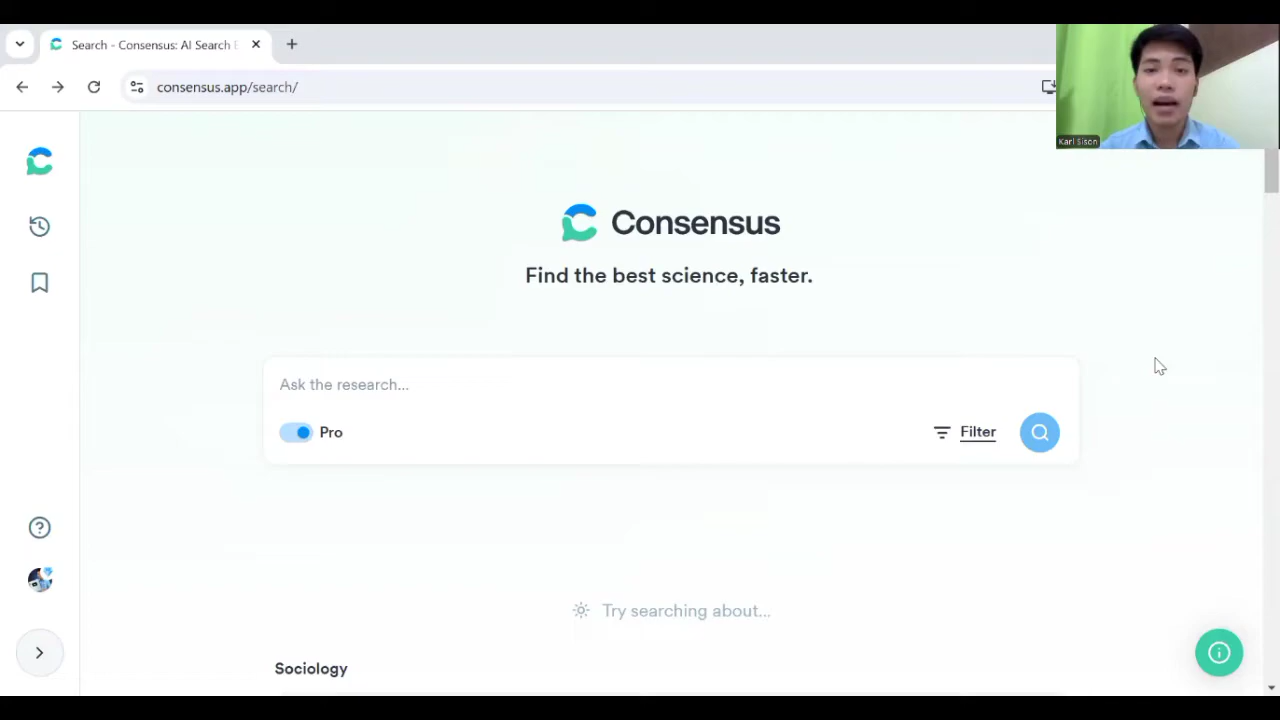 Search - Consensus: AI Search
consensus.app/search/
Karl Sison
Consensus
Find the best science, faster.
Ask the research...
Pro
Filter
Try searching about...
Sociology